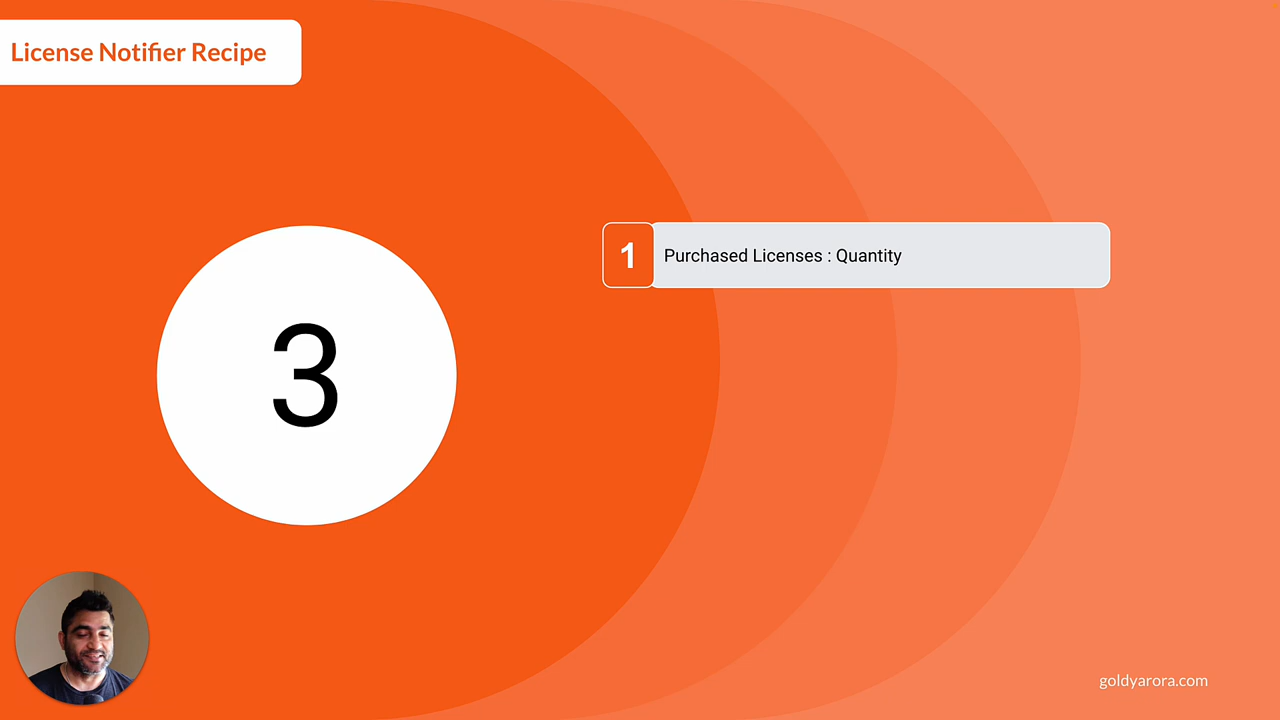 License Notifier Recipe
1
Purchased Licenses : Quantity
3
goldyarora.com